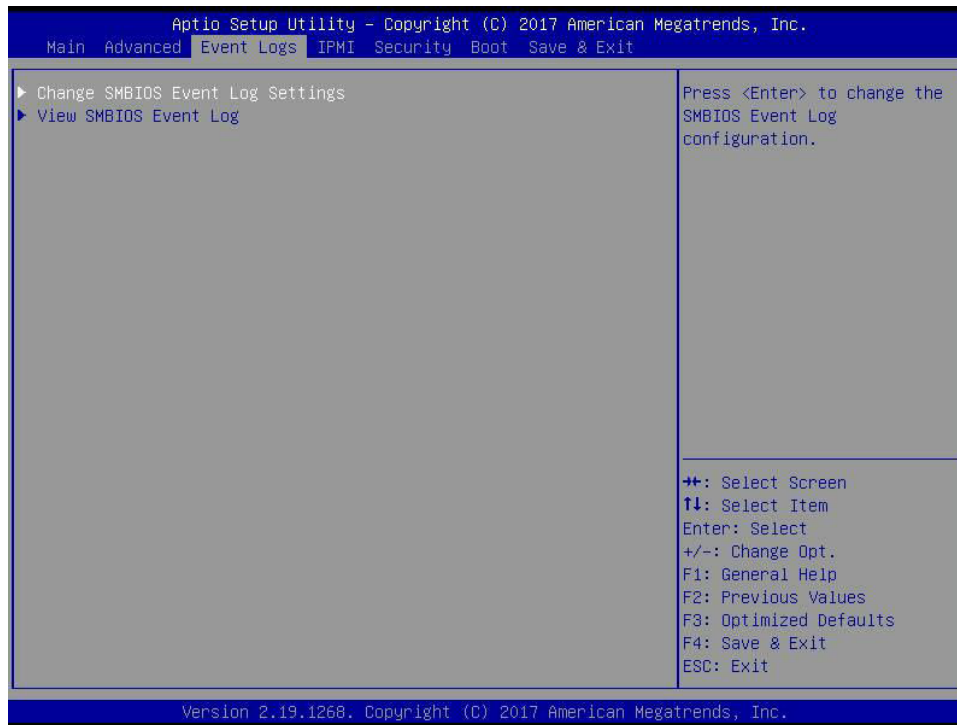 Aptio Setup Utility – Copyright (C) 2017 American Megatrends, Inc.
Main Advanced Event Logs IPMI Security Boot Save & Exit
▶ Change SMBIOS Event Log Settings
▶ View SMBIOS Event Log
Press <Enter> to change the
SMBIOS Event Log
configuration.
→←: Select Screen
↑↓: Select Item
Enter: Select
+/-: Change Opt.
F1: General Help
F2: Previous Values
F3: Optimized Defaults
F4: Save & Exit
ESC: Exit
Version 2.19.1268. Copyright (C) 2017 American Megatrends, Inc.